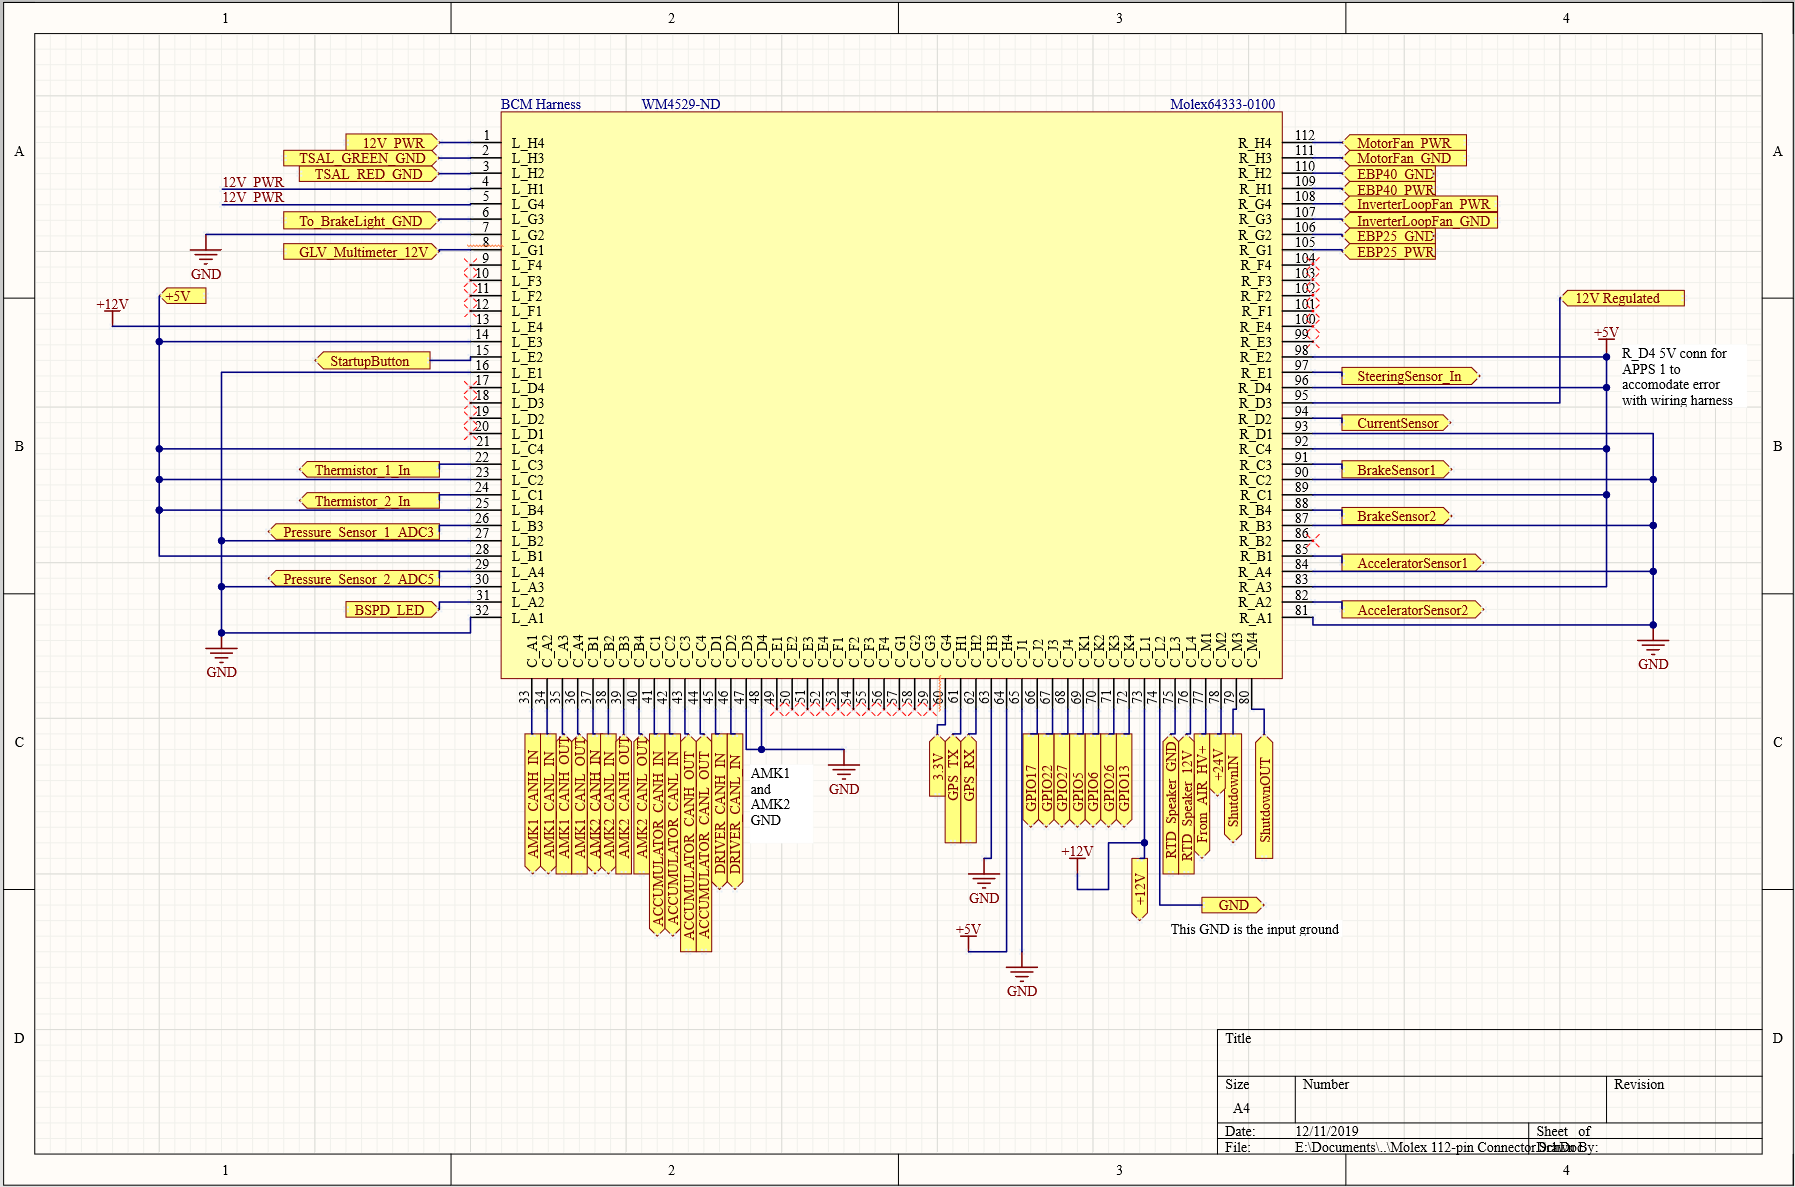 1 2 3 4
A A
B B
C C
D D
BCM Harness WM4529-ND Molex64333-0100
12V_PWR 1 L_H4
TSAL_GREEN_GND 2 L_H3
TSAL_RED_GND 3 L_H2
12V_PWR 4 L_H1
12V_PWR 5 L_G4
To_BrakeLight_GND 6 L_G3
7 L_G2
GLV_Multimeter_12V 8 L_G1
GND
9 L_F4
10 L_F3
11 L_F2
12 L_F1
+5V
+12V
13 L_E4
14 L_E3
StartupButton 15 L_E2
16 L_E1
17 L_D4
18 L_D3
19 L_D2
20 L_D1
21 L_C4
Thermistor_1_In 22 L_C3
23 L_C2
Thermistor_2_In 24 L_C1
25 L_B4
Pressure_Sensor_1_ADC3 26 L_B3
27 L_B2
28 L_B1
Pressure_Sensor_2_ADC5 29 L_A4
30 L_A3
BSPD_LED 31 L_A2
32 L_A1
GND
R_H4 112 MotorFan_PWR
R_H3 111 MotorFan_GND
R_H2 110 EBP40_GND
R_H1 109 EBP40_PWR
R_G4 108 InverterLoopFan_PWR
R_G3 107 InverterLoopFan_GND
R_G2 106 EBP25_GND
R_G1 105 EBP25_PWR
R_F4 104
R_F3 103
R_F2 102
R_F1 101
R_E4 100
R_E3 99
R_E2 98
R_E1 97 SteeringSensor_In
R_D4 96
R_D3 95
R_D2 94 CurrentSensor
R_D1 93
R_C4 92
R_C3 91 BrakeSensor1
R_C2 90
R_C1 89
R_B4 88 BrakeSensor2
R_B3 87
R_B2 86
R_B1 85 AcceleratorSensor1
R_A4 84
R_A3 83
R_A2 82 AcceleratorSensor2
R_A1 81
12V Regulated
+5V
R_D4 5V conn for
APPS 1 to
accomodate error
with wiring harness
GND
C_A1 C_A2 C_A3 C_A4 C_B1 C_B2 C_B3 C_B4 C_C1 C_C2 C_C3 C_C4 C_D1 C_D2 C_D3 C_D4 C_E1 C_E2 C_E3 C_E4 C_F1 C_F2 C_F3 C_F4 C_G1 C_G2 C_G3 C_G4 C_H1 C_H2 C_H3 C_H4 C_J1 C_J2 C_J3 C_J4 C_K1 C_K2 C_K3 C_K4 C_L1 C_L2 C_L3 C_L4 C_M1 C_M2 C_M3 C_M4
33 34 35 36 37 38 39 40 41 42 43 44 45 46 47 48 49 50 51 52 53 54 55 56 57 58 59 60 61 62 63 64 65 66 67 68 69 70 71 72 73 74 75 76 77 78 79 80
AMK1_CANH_IN
AMK1_CANL_IN
AMK1_CANH_OUT
AMK1_CANL_OUT
AMK2_CANH_IN
AMK2_CANL_IN
AMK2_CANH_OUT
AMK2_CANL_OUT
ACCUMULATOR_CANH_IN
ACCUMULATOR_CANL_IN
ACCUMULATOR_CANH_OUT
ACCUMULATOR_CANL_OUT
DRIVER_CANH_IN
DRIVER_CANL_IN
AMK1
and
AMK2
GND
GND
3.3V
GPS_TX
GPS_RX
GND
+5V
GND
GPIO17
GPIO22
GPIO27
GPIO5
GPIO6
GPIO26
GPIO13
+12V
+12V
RTD_Speaker_GND
RTD_Speaker_12V
From_AIR_HV+
+24V
ShutdownIN
ShutdownOUT
GND
This GND is the input ground
Title
Size Number Revision
A4
Date: 12/11/2019 Sheet of
File: E:\Documents\..\Molex 112-pin Connector.SchDoc Drawn By:
1 2 3 4